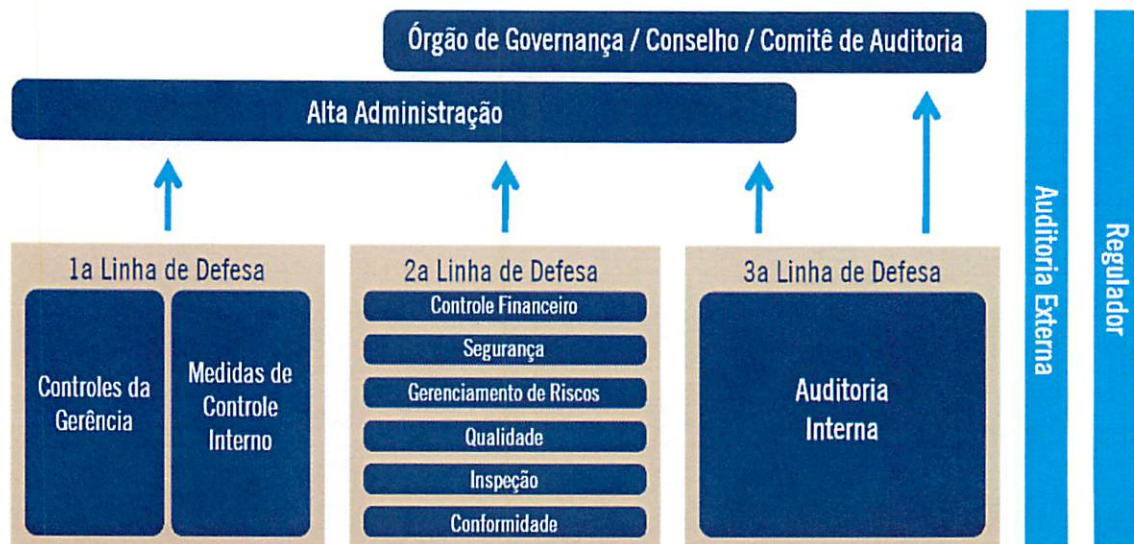 Órgão de Governança / Conselho / Comitê de Auditoria
Alta Administração
1a Linha de Defesa
Controles da
Gerência
Medidas de
Controle
Interno
2a Linha de Defesa
Controle Financeiro
Segurança
Gerenciamento de Riscos
Qualidade
Inspeção
Conformidade
3a Linha de Defesa
Auditoria
Interna
Auditoria Externa
Regulador